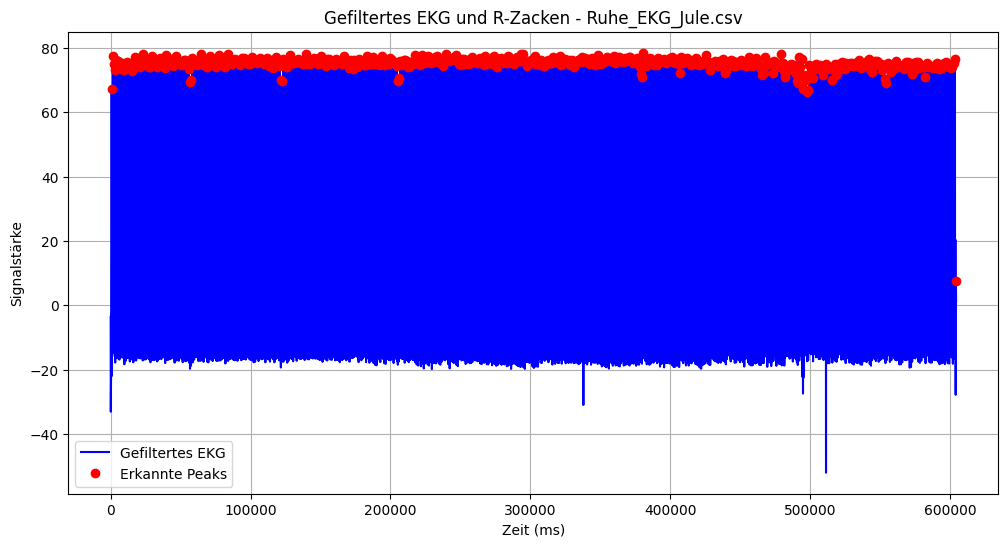 Gefiltertes EKG und R-Zacken - Ruhe_EKG_Jule.csv
80
60
40
20
0
−20
−40
Signalstärke
Gefiltertes EKG
Erkannte Peaks
0 100000 200000 300000 400000 500000 600000
Zeit (ms)